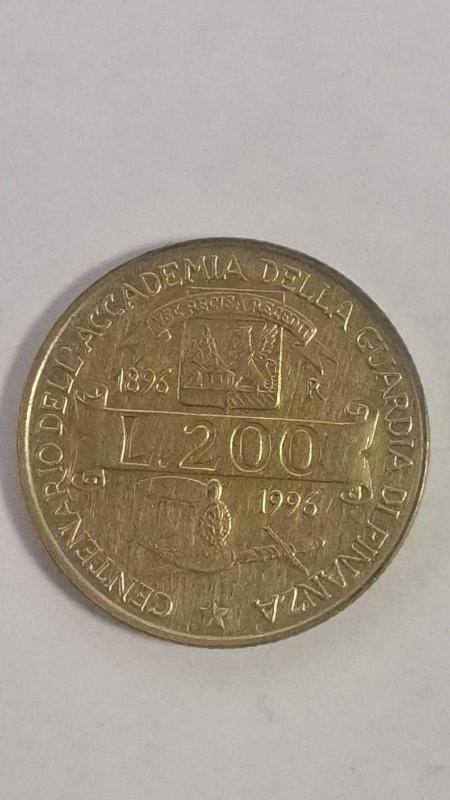 CENTENARIO DELL'ACCADEMIA DELLA GUARDIA DI FINANZA
NEC RECISA RECEDIT
1896
R
L.200
1996